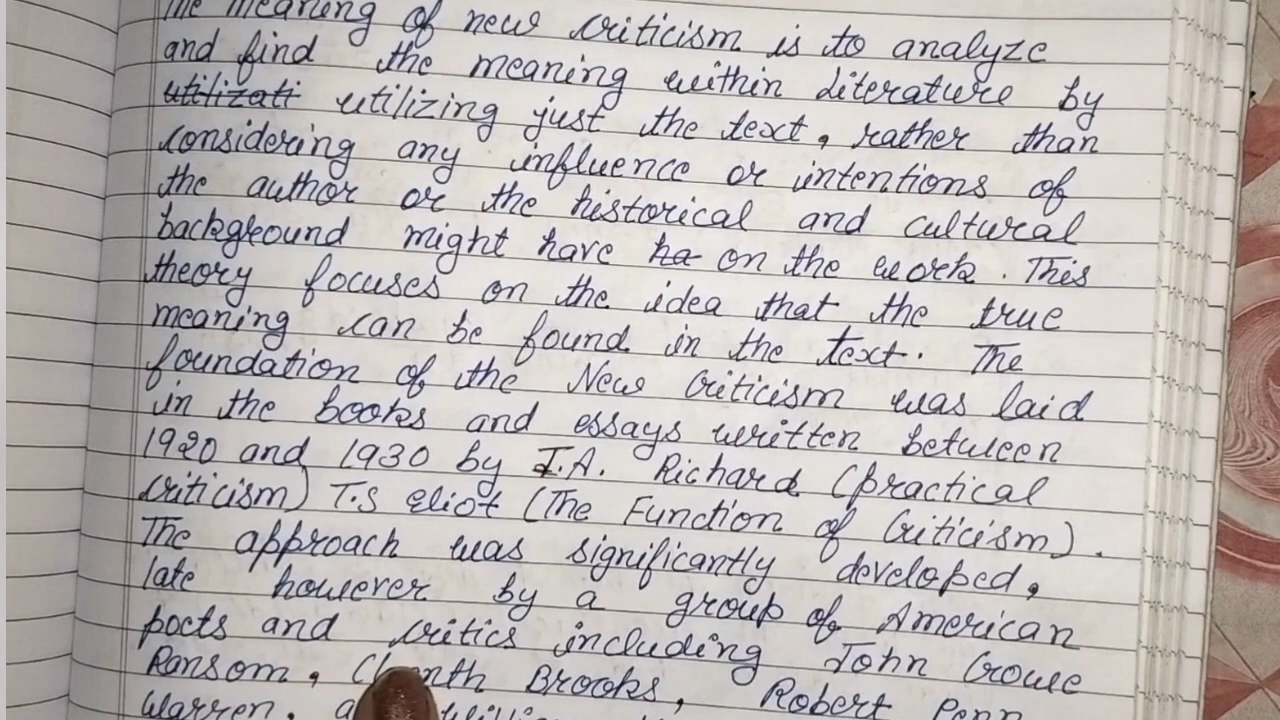 The meaning of new criticism is to analyze
and find the meaning within literature by
utilizati utilizing just the text, rather than
considering any influence or intentions of
the author or the historical and cultural
background might have ha on the work. This
theory focuses on the idea that the true
meaning can be found in the text. The
foundation of the New Criticism was laid
in the books and essays written between
1920 and 1930 by I.A. Richard (practical
criticism) T.S Eliot (The Function of Criticism).
The approach was significantly developed,
late however by a group of American
poets and critics including John Crowe
Ransom, Brooks, Robert Penn
Warren,